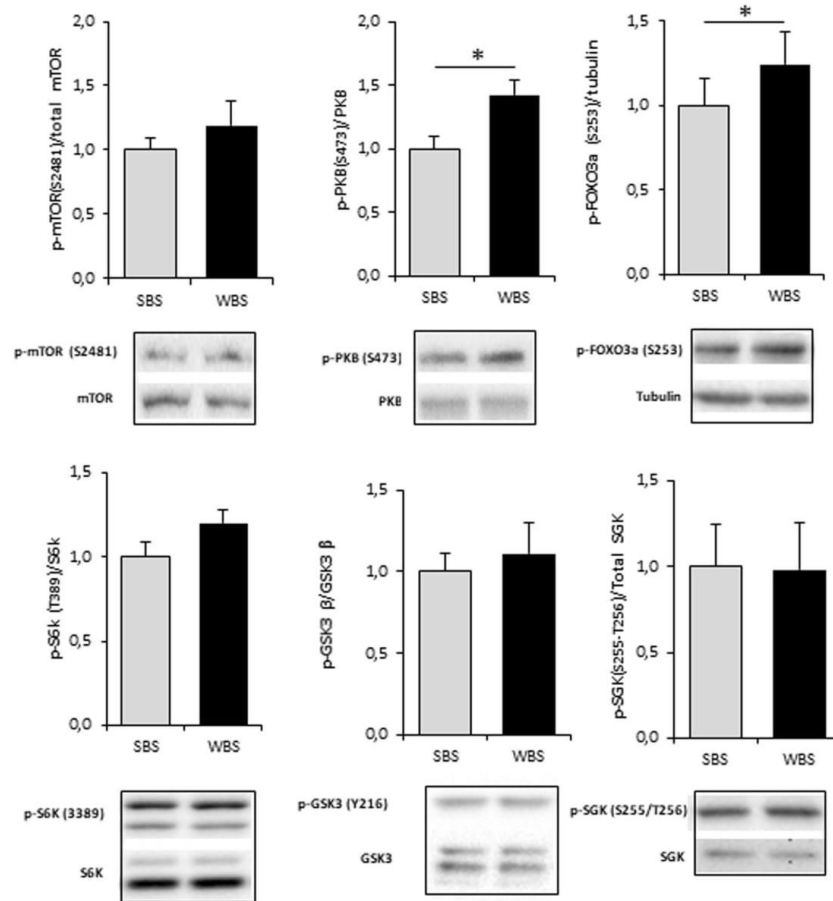 p-mTOR(S2481)/total mTOR
2,0
1,5
1,0
0,5
0,0
SBS
WBS
p-PKB(S473)/PKB
2,0
*
1,5
1,0
0,5
0,0
SBS
WBS
p-FOXO3a (S253)/tubulin
*
1,5
1,0
0,5
0,0
SBS
WBS
p-mTOR (S2481)
mTOR
p-PKB (S473)
PKB
p-FOXO3a (S253)
Tubulin
p-S6k (T389)/S6k
1,5
1,0
0,5
0,0
SBS
WBS
p-GSK3 β/GSK3 β
1,5
1,0
0,5
0,0
SBS
WBS
p-SGK(S255-T256)/Total SGK
1,5
1,0
0,5
0,0
SBS
WBS
p-S6K (3389)
S6K
p-GSK3 (Y216)
GSK3
p-SGK (S255/T256)
SGK